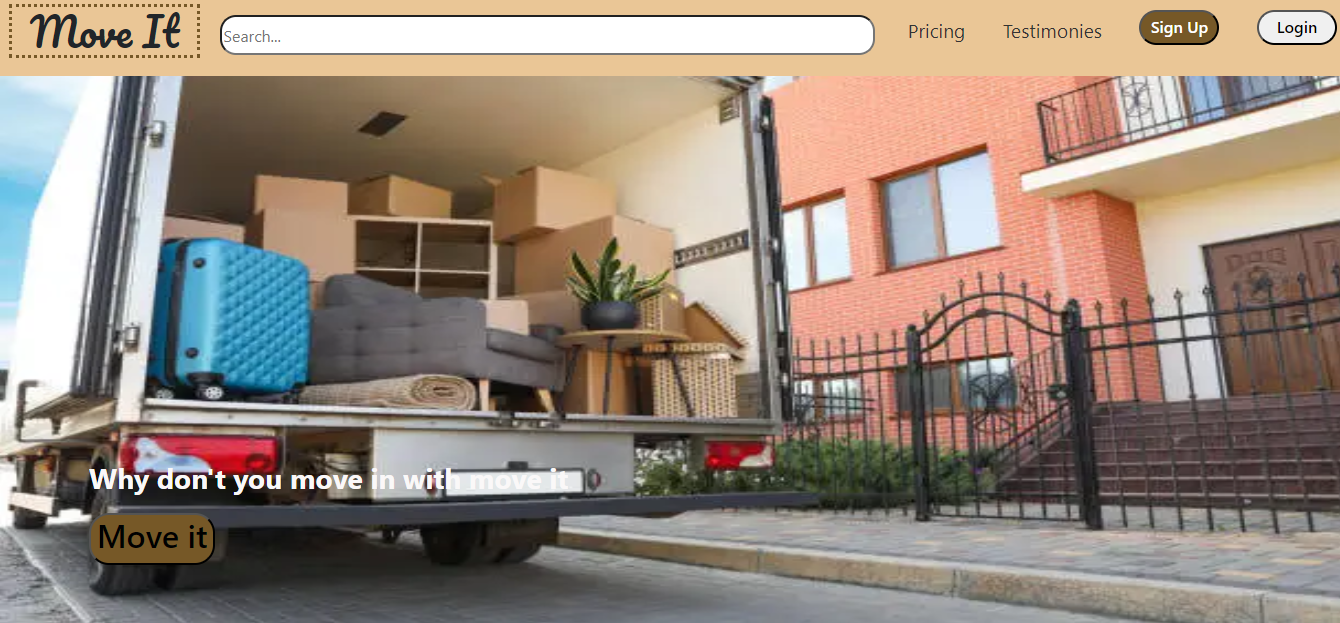 Move It
Search...
Pricing
Testimonies
Sign Up
Login
Why don't you move in with move it
Move it